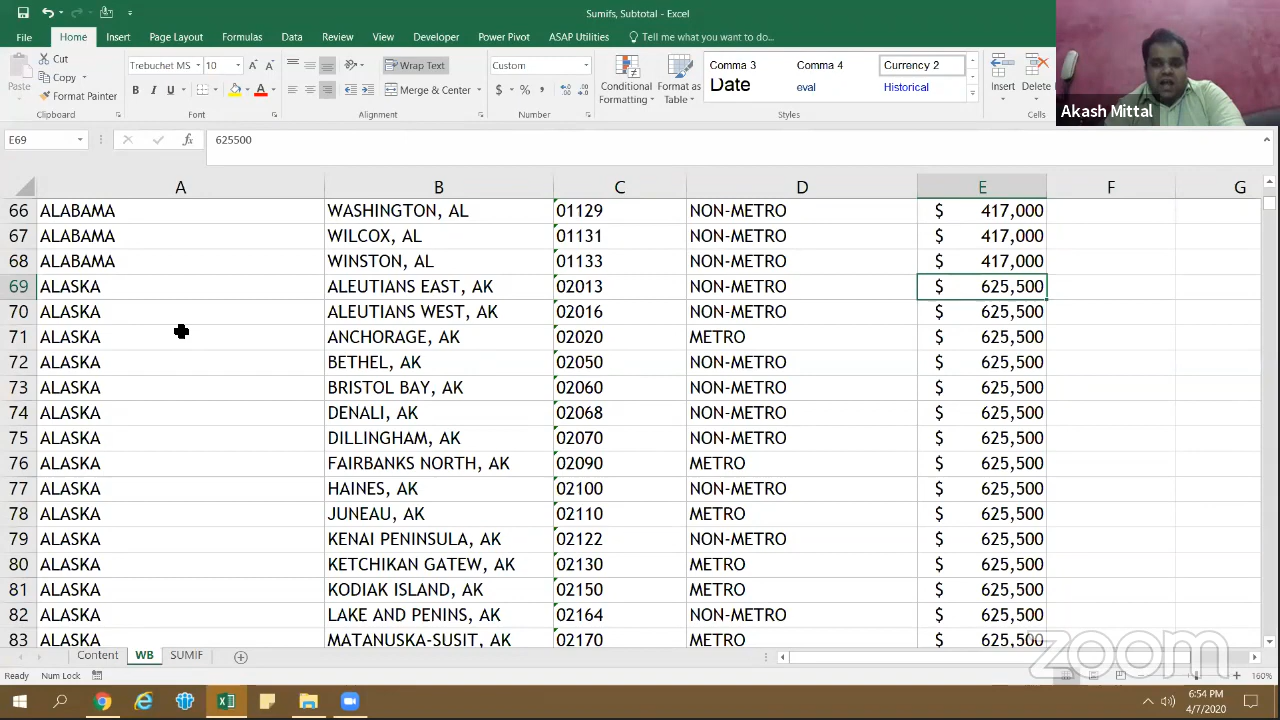 Sumifs, Subtotal - Excel
File Home Insert Page Layout Formulas Data Review View Developer Power Pivot ASAP Utilities Tell me what you want to do...
Paste
Cut
Copy
Format Painter
Clipboard
Trebuchet MS 10
B I U
Font
Wrap Text
Merge & Center
Alignment
Custom
$ % ,
Number
Conditional Formatting
Format as Table
Comma 3 Comma 4 Currency 2
Date eval Historical
Styles
Insert Delete
Cells
Akash Mittal
E69 fx 625500
A B C D E F G
66 ALABAMA WASHINGTON, AL 01129 NON-METRO $ 417,000
67 ALABAMA WILCOX, AL 01131 NON-METRO $ 417,000
68 ALABAMA WINSTON, AL 01133 NON-METRO $ 417,000
69 ALASKA ALEUTIANS EAST, AK 02013 NON-METRO $ 625,500
70 ALASKA ALEUTIANS WEST, AK 02016 NON-METRO $ 625,500
71 ALASKA ANCHORAGE, AK 02020 METRO $ 625,500
72 ALASKA BETHEL, AK 02050 NON-METRO $ 625,500
73 ALASKA BRISTOL BAY, AK 02060 NON-METRO $ 625,500
74 ALASKA DENALI, AK 02068 NON-METRO $ 625,500
75 ALASKA DILLINGHAM, AK 02070 NON-METRO $ 625,500
76 ALASKA FAIRBANKS NORTH, AK 02090 METRO $ 625,500
77 ALASKA HAINES, AK 02100 NON-METRO $ 625,500
78 ALASKA JUNEAU, AK 02110 METRO $ 625,500
79 ALASKA KENAI PENINSULA, AK 02122 NON-METRO $ 625,500
80 ALASKA KETCHIKAN GATEW, AK 02130 METRO $ 625,500
81 ALASKA KODIAK ISLAND, AK 02150 METRO $ 625,500
82 ALASKA LAKE AND PENINS, AK 02164 NON-METRO $ 625,500
83 ALASKA MATANUSKA-SUSIT, AK 02170 METRO $ 625,500
Content WB SUMIF
zoom
Ready Num Lock 160%
6:54 PM
4/7/2020